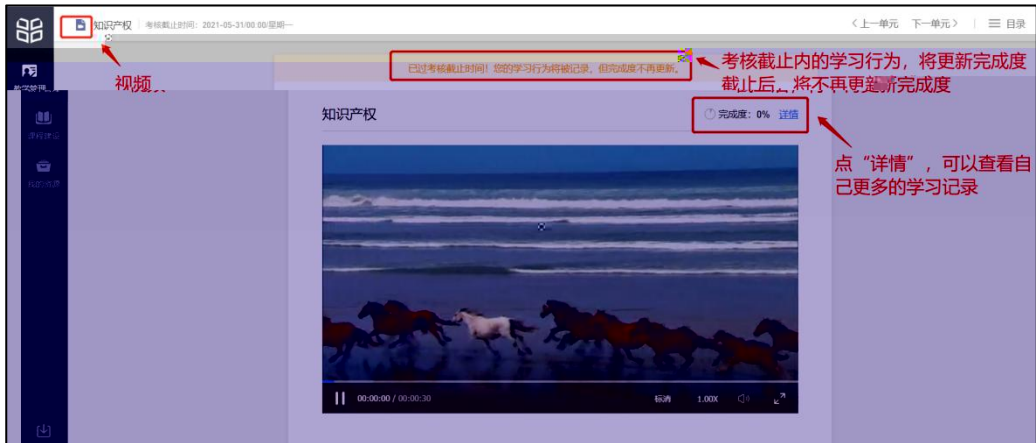 知识产权 考核截止时间：2021-05-31/00:00/星期一
〈上一单元 下一单元〉 目录
已过考核截止时间！您的学习行为将被记录，但完成度不再更新。
考核截止内的学习行为，将更新完成度
截止后，将不再更新完成度
视频
教学管理
知识产权
完成度：0% 详情
点“详情”，可以查看自
己更多的学习记录
00:00:00 / 00:00:30
标清 1.00X